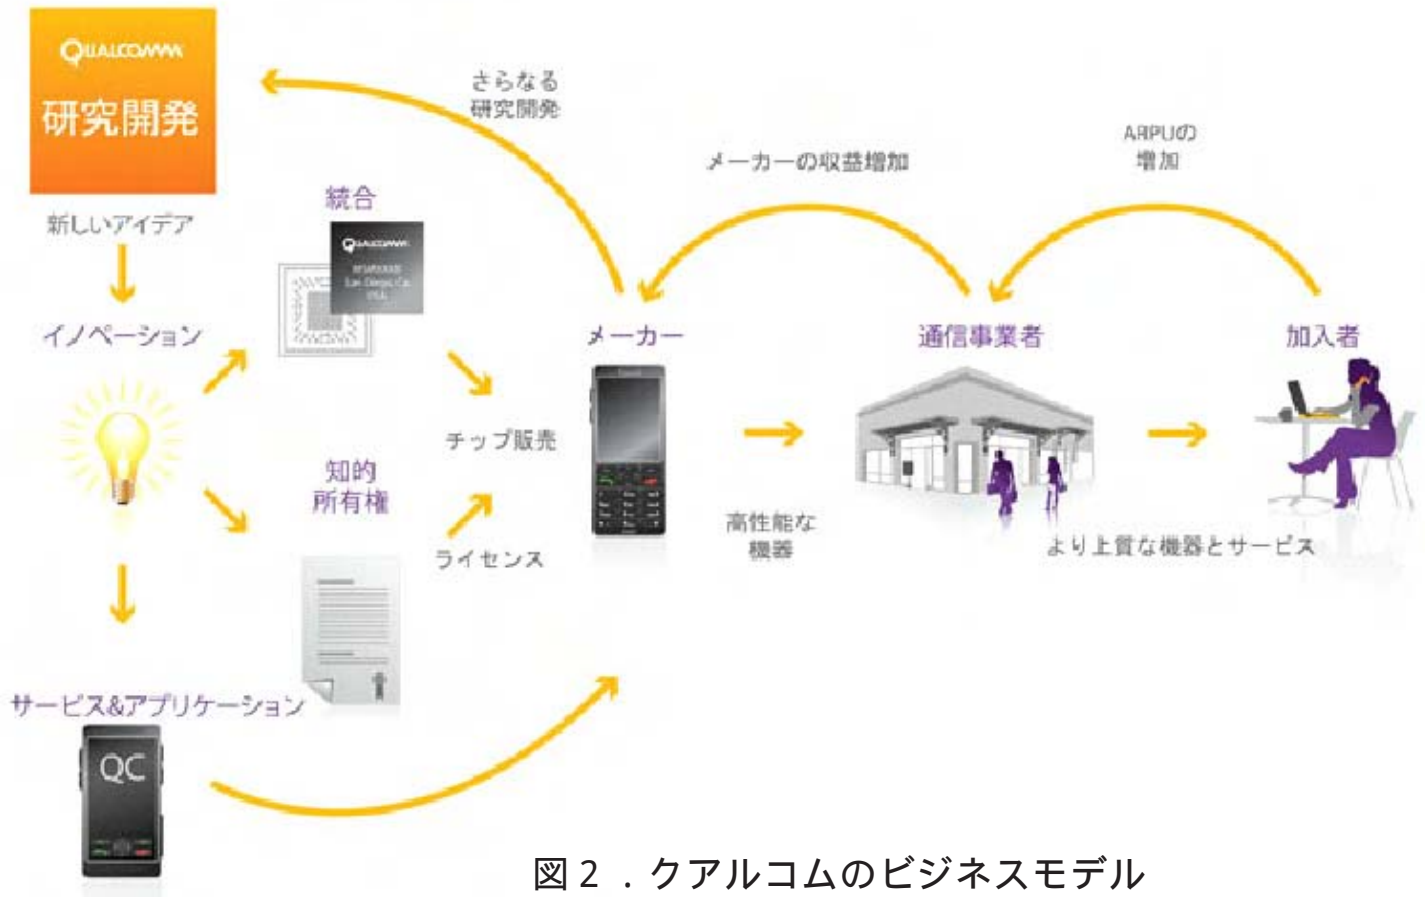 QUALCOMM
研究開発
新しいアイデア
イノベーション
統合
QUALCOMM
San Diego, Ca.
USA
知的
所有権
チップ販売
ライセンス
サービス&アプリケーション
QC
さらなる
研究開発
メーカー
メーカーの収益増加
高性能な
機器
通信事業者
ARPUの
増加
より上質な機器とサービス
加入者
図2．クアルコムのビジネスモデル